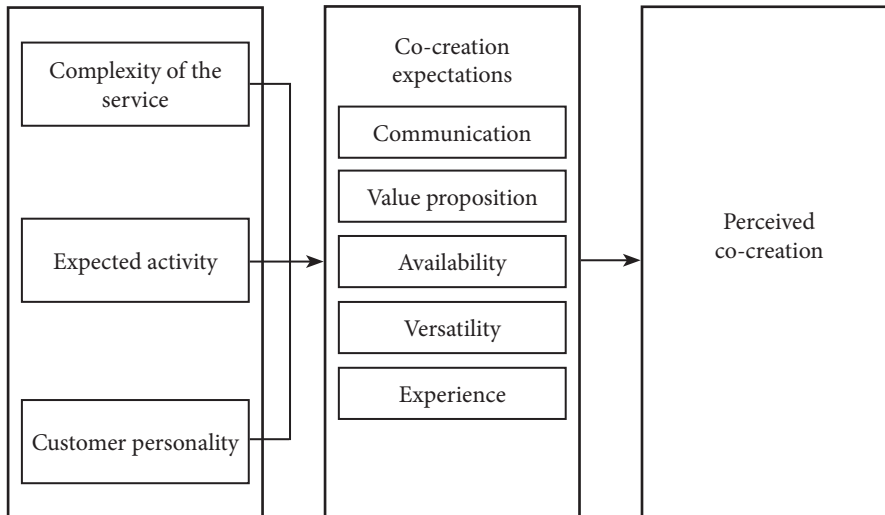 Complexity of the
service
Expected activity
Customer personality
Co-creation
expectations
Communication
Value proposition
Availability
Versatility
Experience
Perceived
co-creation